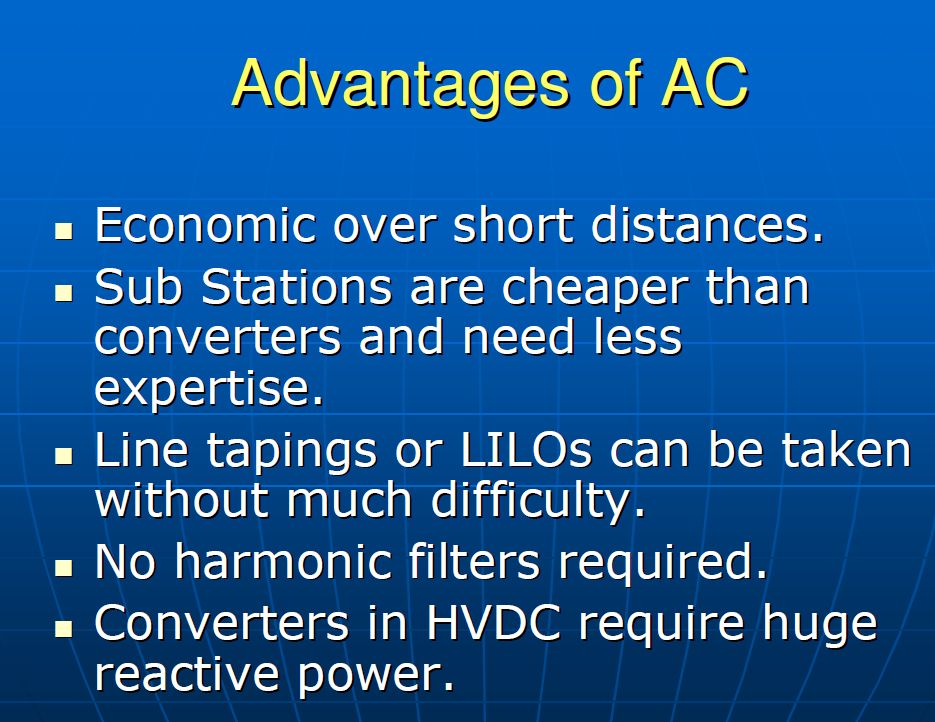 Advantages of AC
Economic over short distances.
Sub Stations are cheaper than
converters and need less
expertise.
Line tapings or LILOs can be taken
without much difficulty.
No harmonic filters required.
Converters in HVDC require huge
reactive power.